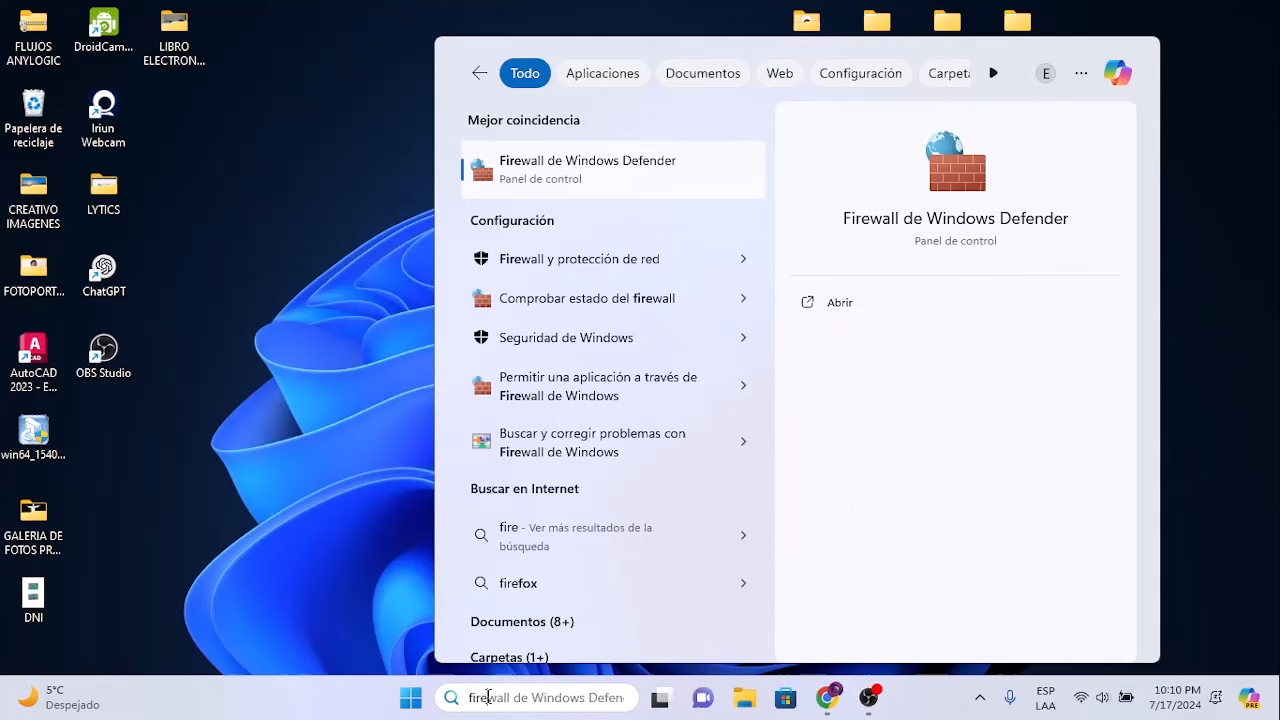 FLUJOS
ANYLOGIC
DroidCam...
LIBRO
ELECTRON...
Papelera de
reciclaje
Iriun
Webcam
CREATIVO
IMAGENES
LYTICS
FOTOPORT...
ChatGPT
AutoCAD
2023 - E...
OBS Studio
win64_1540...
GALERIA DE
FOTOS PR...
DNI
Todo
Aplicaciones
Documentos
Web
Configuración
Carpeta
E
Mejor coincidencia
Firewall de Windows Defender
Panel de control
Configuración
Firewall y protección de red
Comprobar estado del firewall
Seguridad de Windows
Permitir una aplicación a través de
Firewall de Windows
Buscar y corregir problemas con
Firewall de Windows
Buscar en Internet
fire - Ver más resultados de la
búsqueda
firefox
Documentos (8+)
Carpetas (1+)
Firewall de Windows Defender
Panel de control
Abrir
5°C
Despejado
firewall de Windows Defen
ESP
LAA
10:10 PM
7/17/2024
PRE